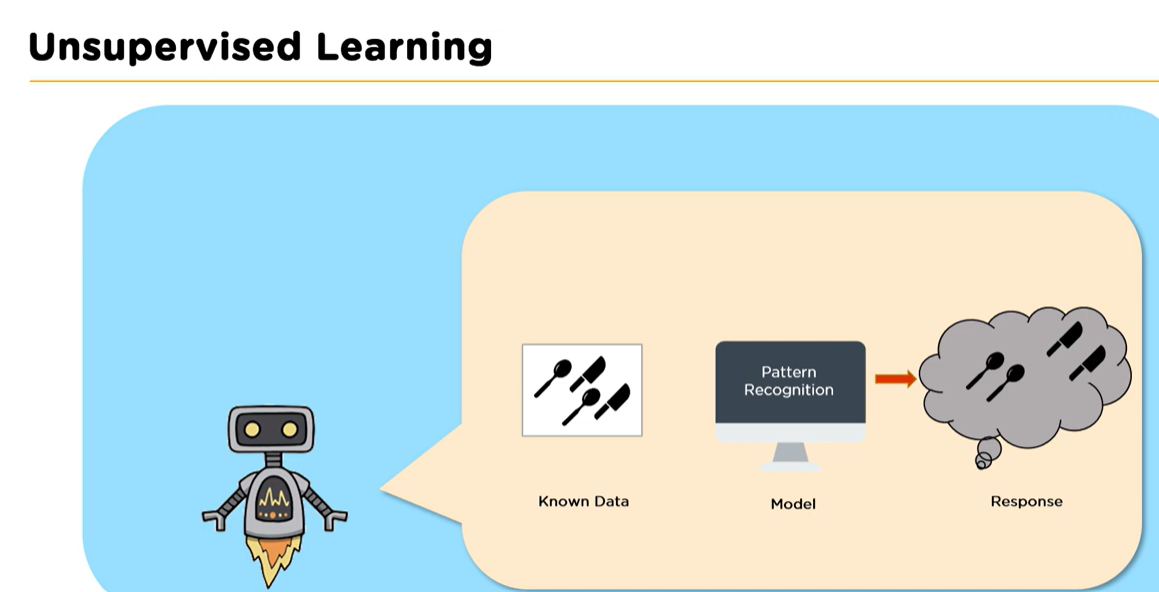 Unsupervised Learning
Pattern
Recognition
Known Data
Model
Response